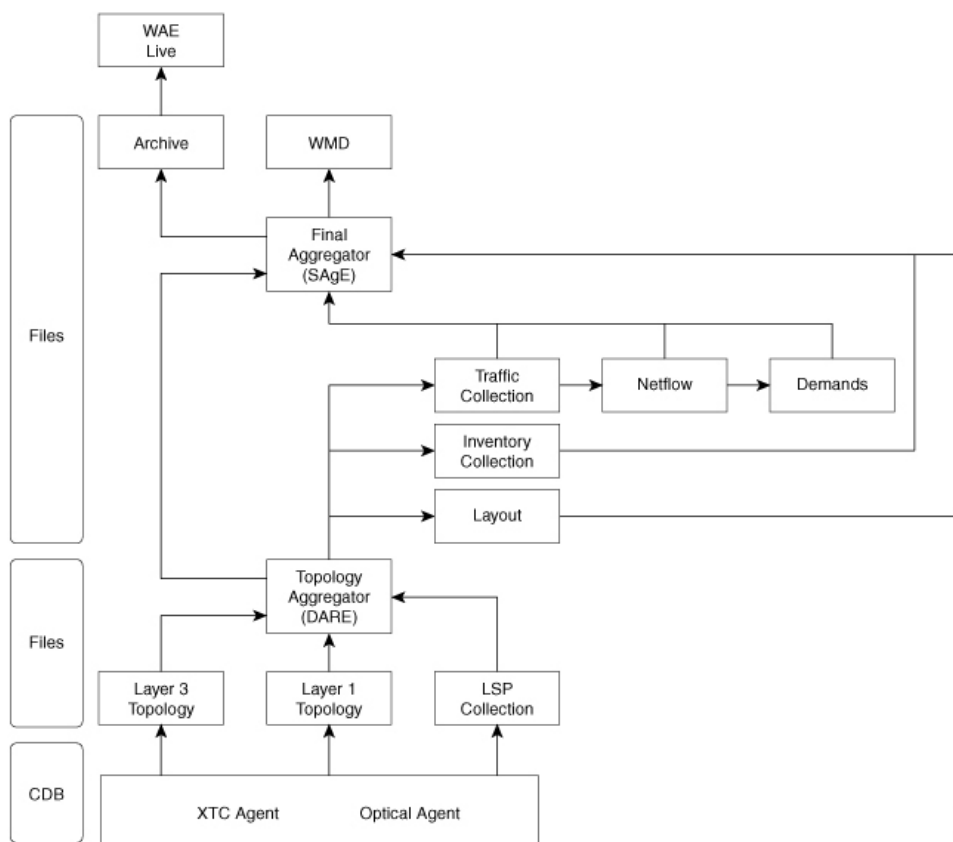 WAE
Live
Archive
WMD
Final
Aggregator
(SAgE)
Files
Traffic
Collection
Netflow
Demands
Inventory
Collection
Layout
Topology
Aggregator
(DARE)
Files
Layer 3
Topology
Layer 1
Topology
LSP
Collection
CDB
XTC Agent
Optical Agent